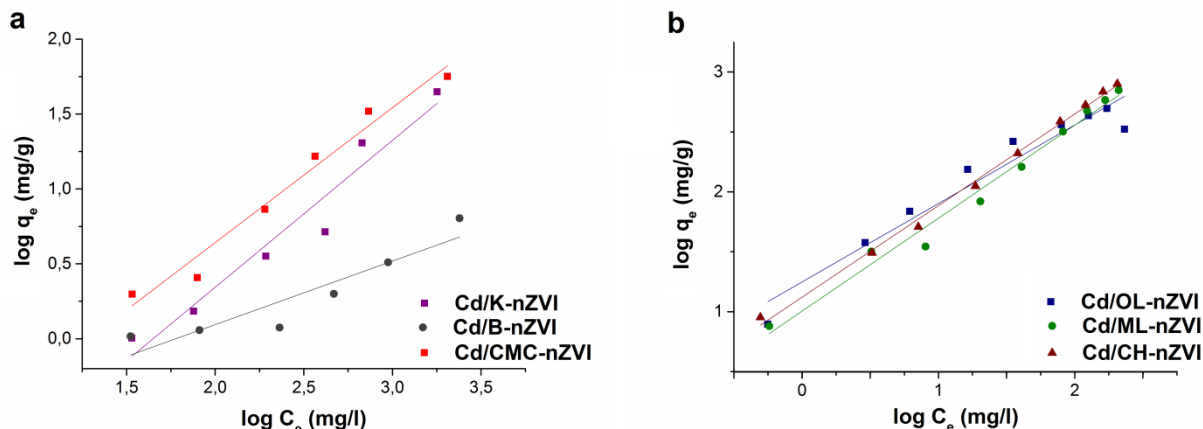 a
log qe (mg/g)
2,0
1,5
1,0
0,5
0,0
1,5 2,0 2,5 3,0 3,5
log Ce (mg/l)
Cd/K-nZVI
Cd/B-nZVI
Cd/CMC-nZVI
b
log qe (mg/g)
3
2
1
0 1 2
log Ce (mg/l)
Cd/OL-nZVI
Cd/ML-nZVI
Cd/CH-nZVI